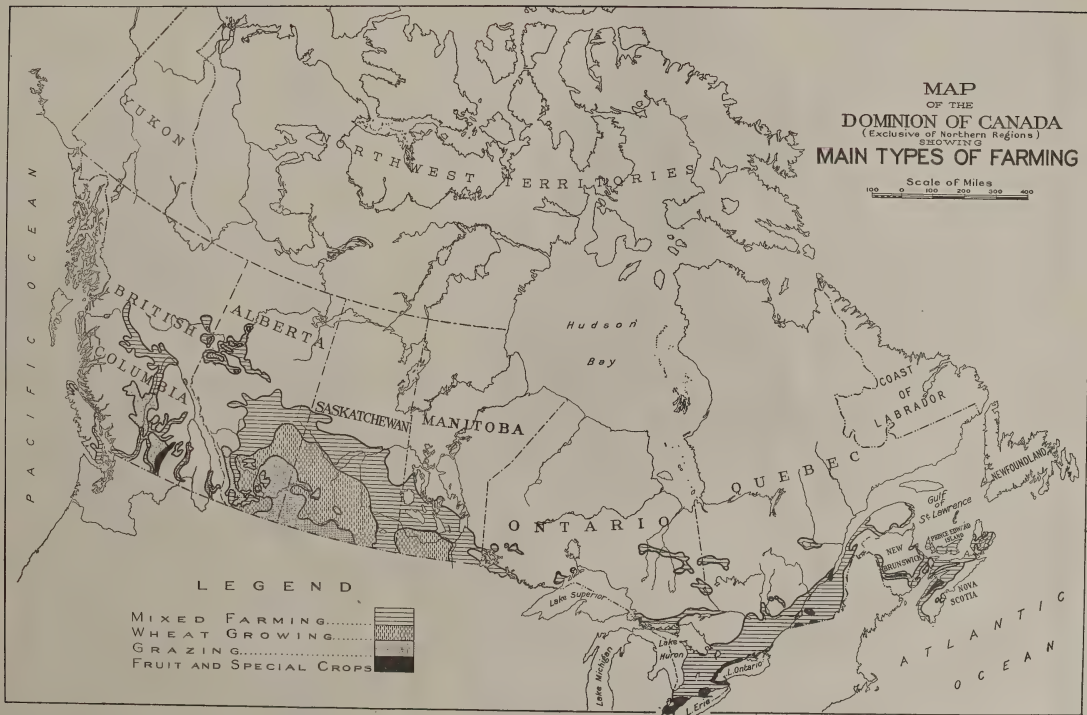 MAP
OF THE
DOMINION OF CANADA
(Exclusive of Northern Regions)
SHOWING
MAIN TYPES OF FARMING
Scale of Miles
100 0 100 200 300 400
YUKON
ORTHWEST TERRITORIES
PACIFIC OCEAN
BRITISH
COLUMBIA
ALBERTA
SASKATCHEWAN
MANITOBA
Hudson
Bay
COAST
OF
LABRADOR
NEWFOUNDLAND
QUEBEC
ONTARIO
Gulf
of
St. Lawrence
PRINCE EDWARD
ISLAND
NEW
BRUNSWICK
NOVA
SCOTIA
Lake Superior
Lake
Huron
Lake Michigan
L. Ontario
L. Erie
ATLANTIC
OCEAN
LEGEND
MIXED FARMING............
WHEAT GROWING.......
GRAZING........................
FRUIT AND SPECIAL CROPS